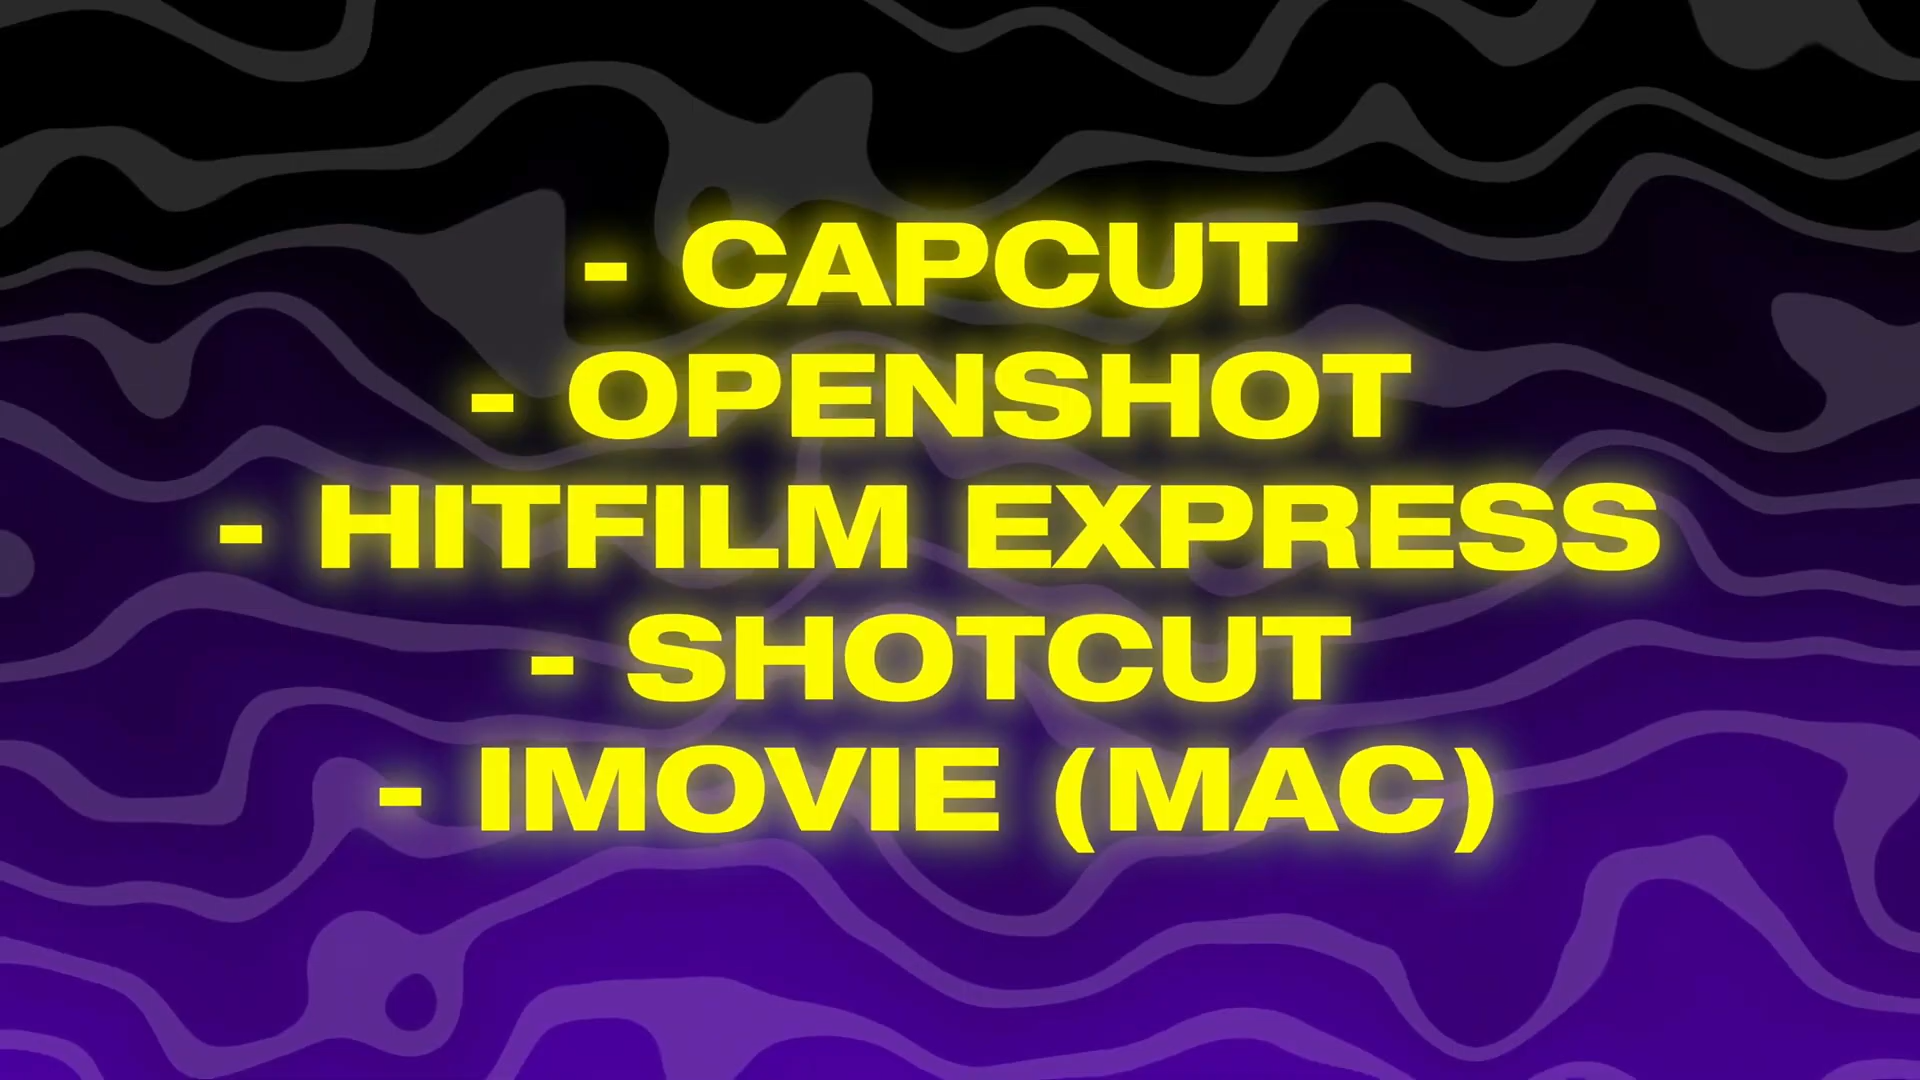 - CAPCUT
- OPENSHOT
- HITFILM EXPRESS
- SHOTCUT
- IMOVIE (MAC)